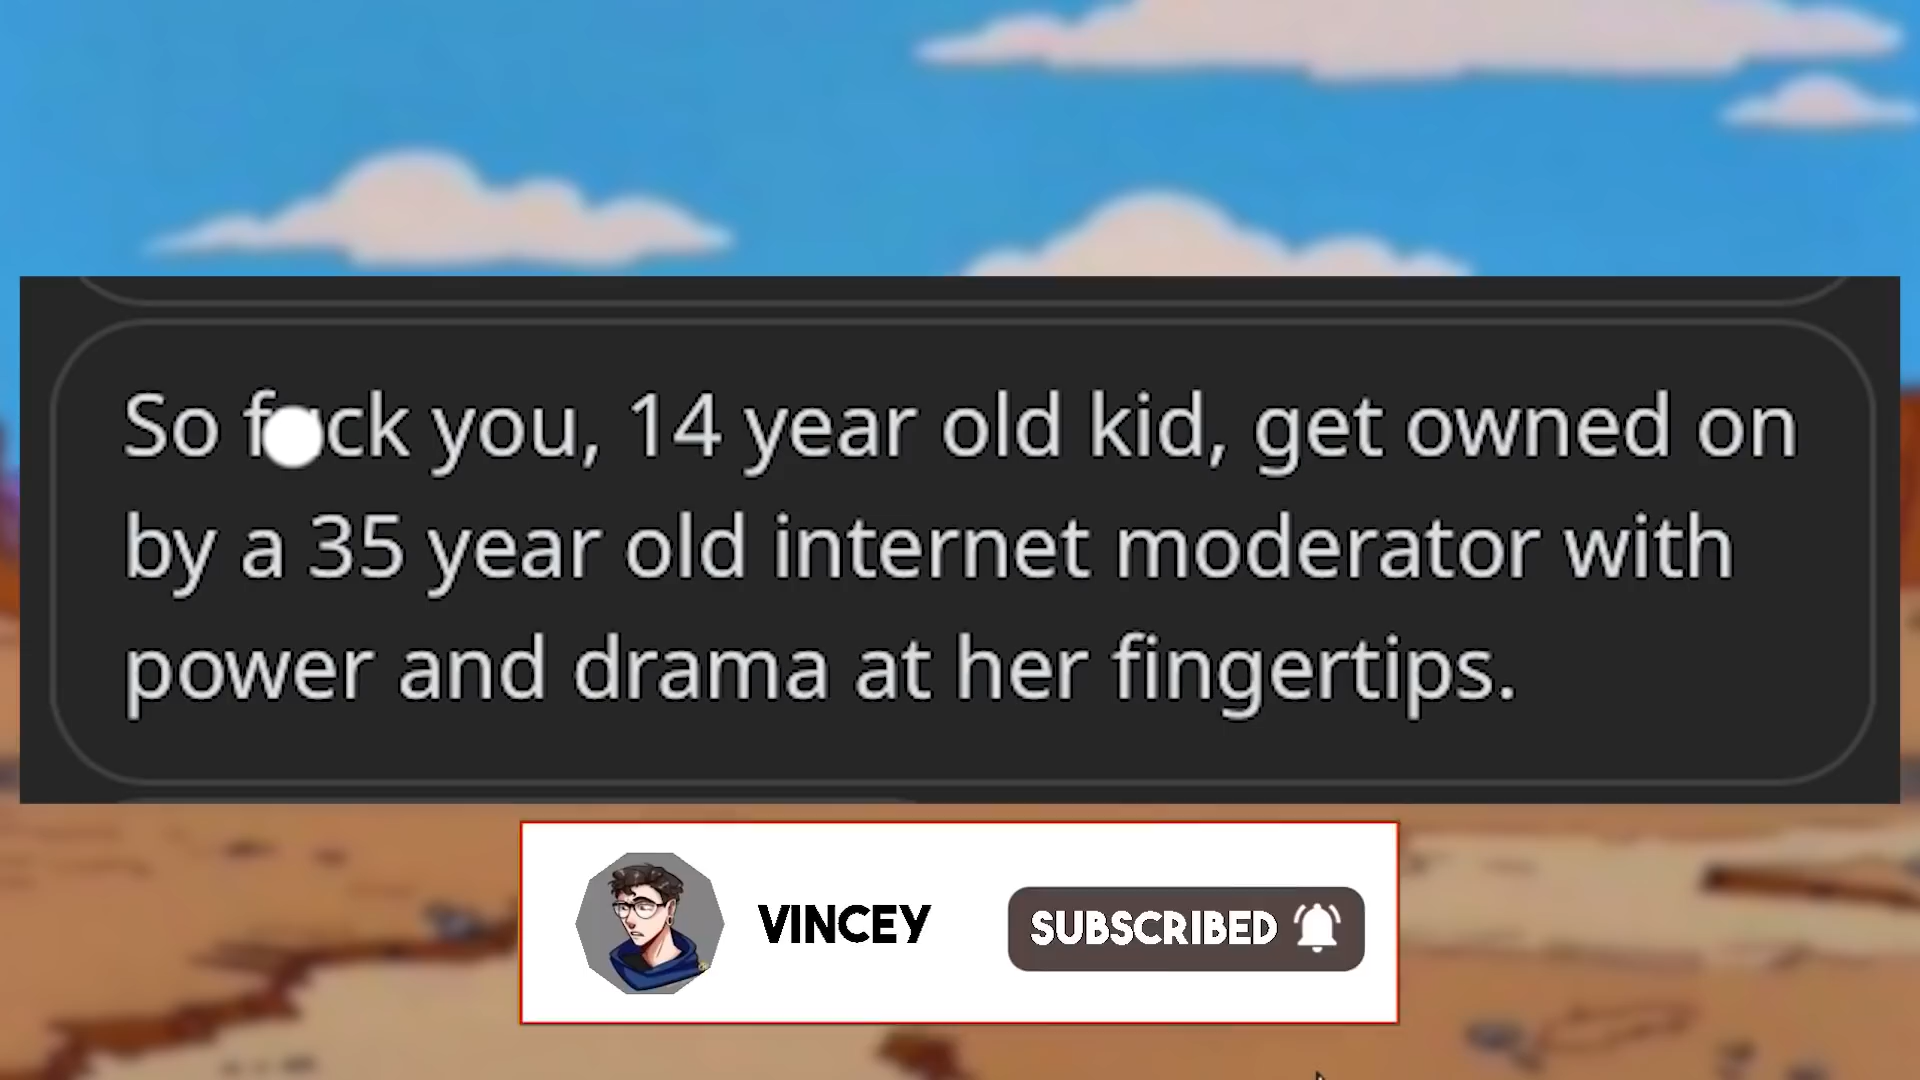 So fuck you, 14 year old kid, get owned on
by a 35 year old internet moderator with
power and drama at her fingertips.
VINCEY
SUBSCRIBED